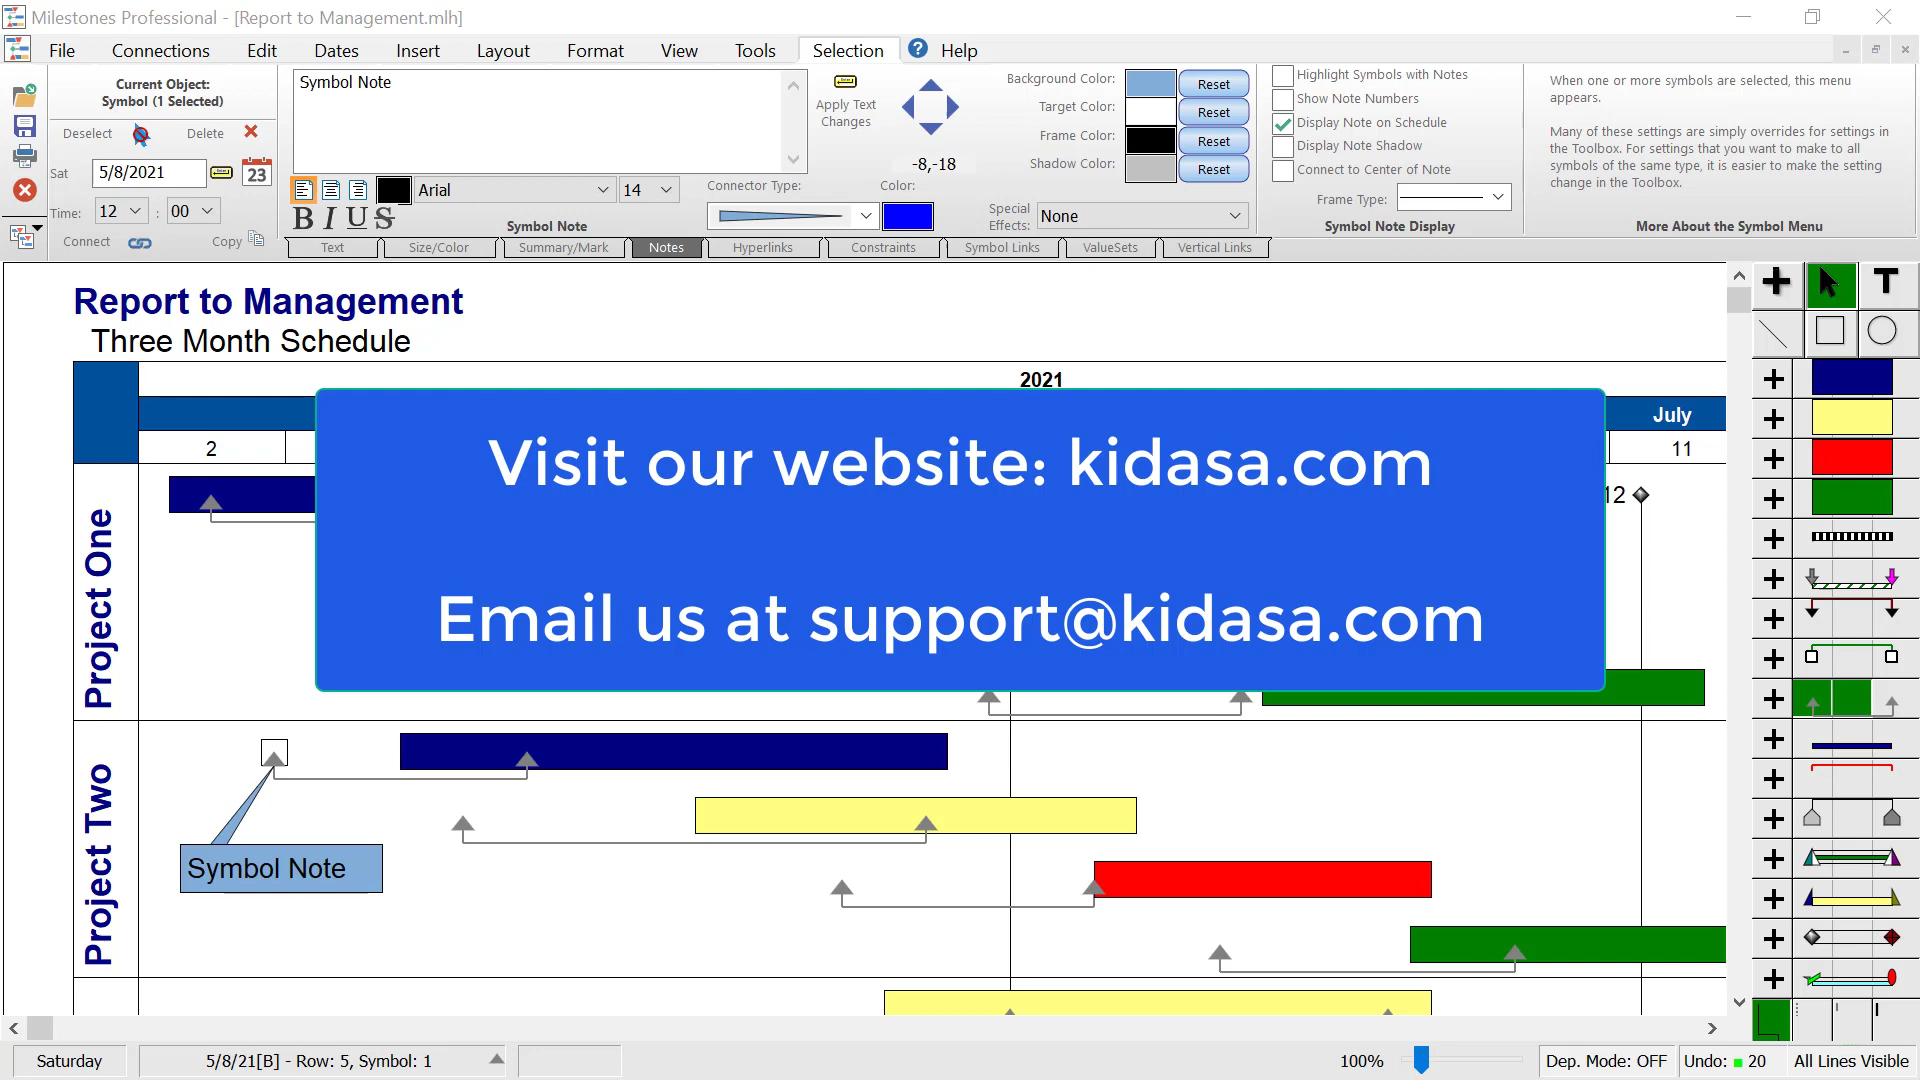 Milestones Professional - [Report to Management.mlh]
File Connections Edit Dates Insert Layout Format View Tools Selection ? Help
Current Object:
Symbol (1 Selected)
Deselect Delete
Sat 5/8/2021 23
Time: 12 : 00
Connect Copy
Symbol Note
Apply Text
Changes
-8,-18
Arial 14
B I U S
Symbol Note
Connector Type: Color:
Background Color: Reset
Target Color: Reset
Frame Color: Reset
Shadow Color: Reset
Special
Effects: None
Highlight Symbols with Notes
Show Note Numbers
Display Note on Schedule
Display Note Shadow
Connect to Center of Note
Frame Type:
Symbol Note Display
When one or more symbols are selected, this menu
appears.
Many of these settings are simply overrides for settings in
the Toolbox. For settings that you want to make to all
symbols of the same type, it is easier to make the setting
change in the Toolbox.
More About the Symbol Menu
Text Size/Color Summary/Mark Notes Hyperlinks Constraints Symbol Links ValueSets Vertical Links
Report to Management
Three Month Schedule
2021
July
2 11
12
Visit our website: kidasa.com
Email us at support@kidasa.com
Project One
Project Two
Symbol Note
T
Saturday 5/8/21[B] - Row: 5, Symbol: 1 100% Dep. Mode: OFF Undo: 20 All Lines Visible